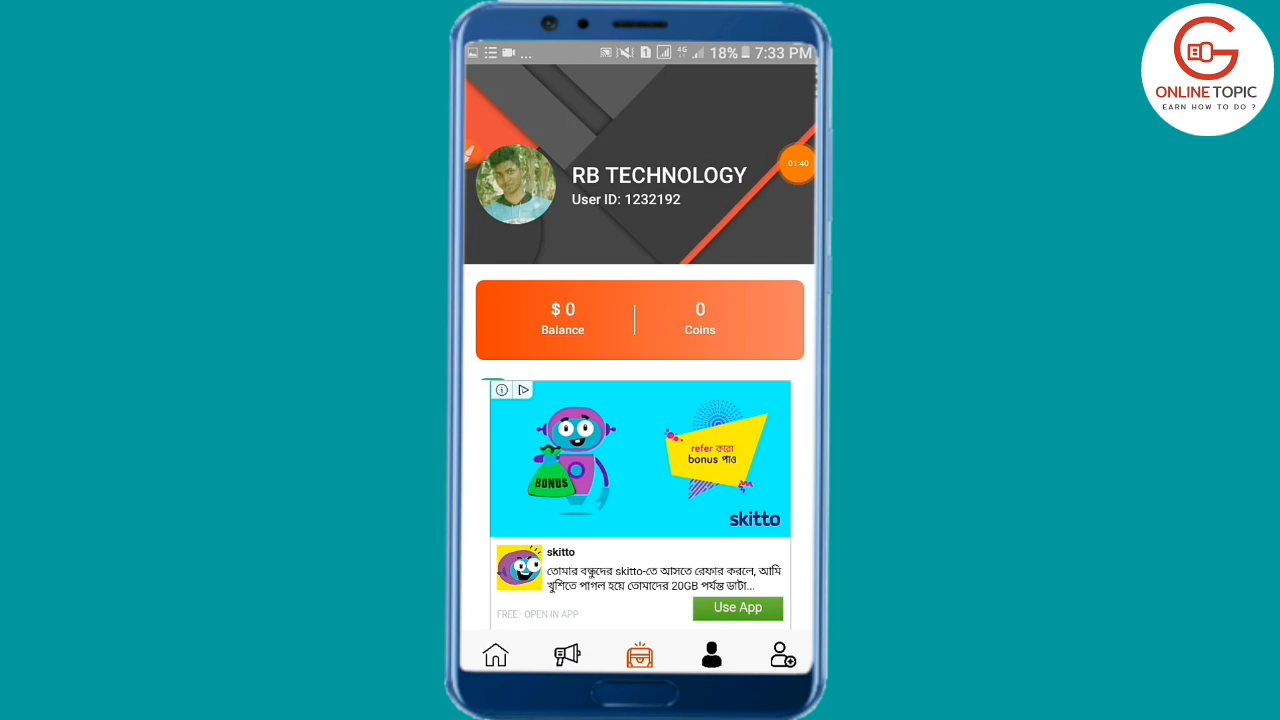 ONLINE TOPIC
EARN HOW TO DO ?
... 4G 18% 7:33 PM
01:40
RB TECHNOLOGY
User ID: 1232192
$ 0
Balance
0
Coins
refer করো
bonus পাও
BONUS
skitto
skitto
তোমার বন্ধুদের skitto-তে আসতে রেফার করলে, আমি
খুশিতে পাগল হয়ে তোমাদের 20GB পর্যন্ত ডাটা...
FREE · OPEN IN APP
Use App